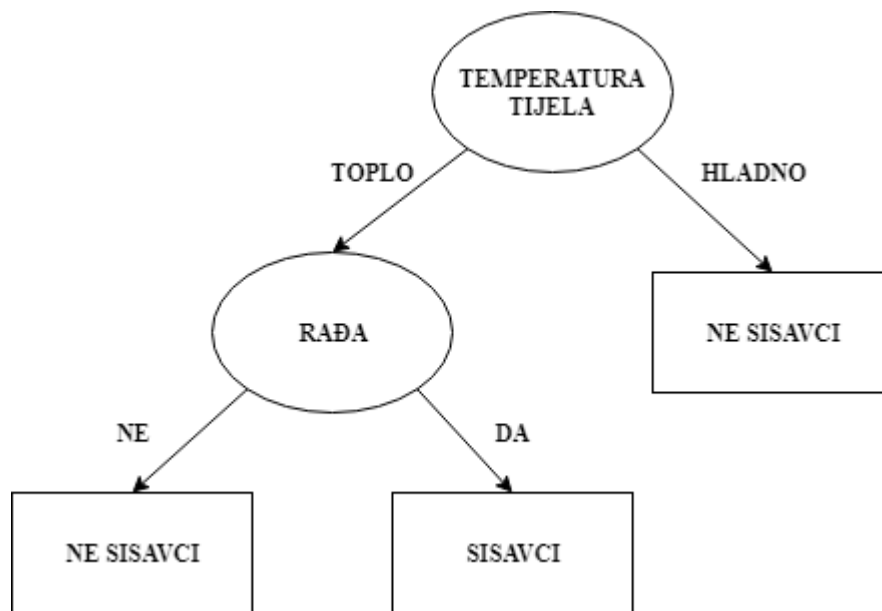 TEMPERATURA
TIJELA
TOPLO
HLADNO
RAĐA
NE SISAVCI
NE
DA
NE SISAVCI
SISAVCI